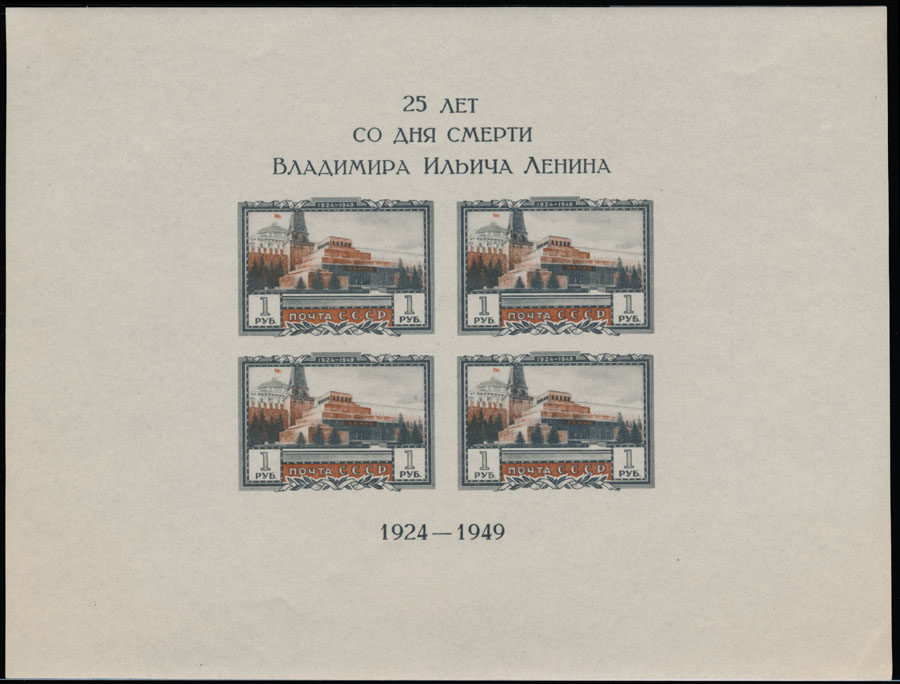 25 ЛЕТ
СО ДНЯ СМЕРТИ
ВЛАДИМИРА ИЛЬИЧА ЛЕНИНА
1924-1949
1 РУБ.
ПОЧТА СССР
1 РУБ.
1924-1949
1 РУБ.
ПОЧТА СССР
1 РУБ.
1924-1949
1 РУБ.
ПОЧТА СССР
1 РУБ.
1924-1949
1 РУБ.
ПОЧТА СССР
1 РУБ.
1924—1949